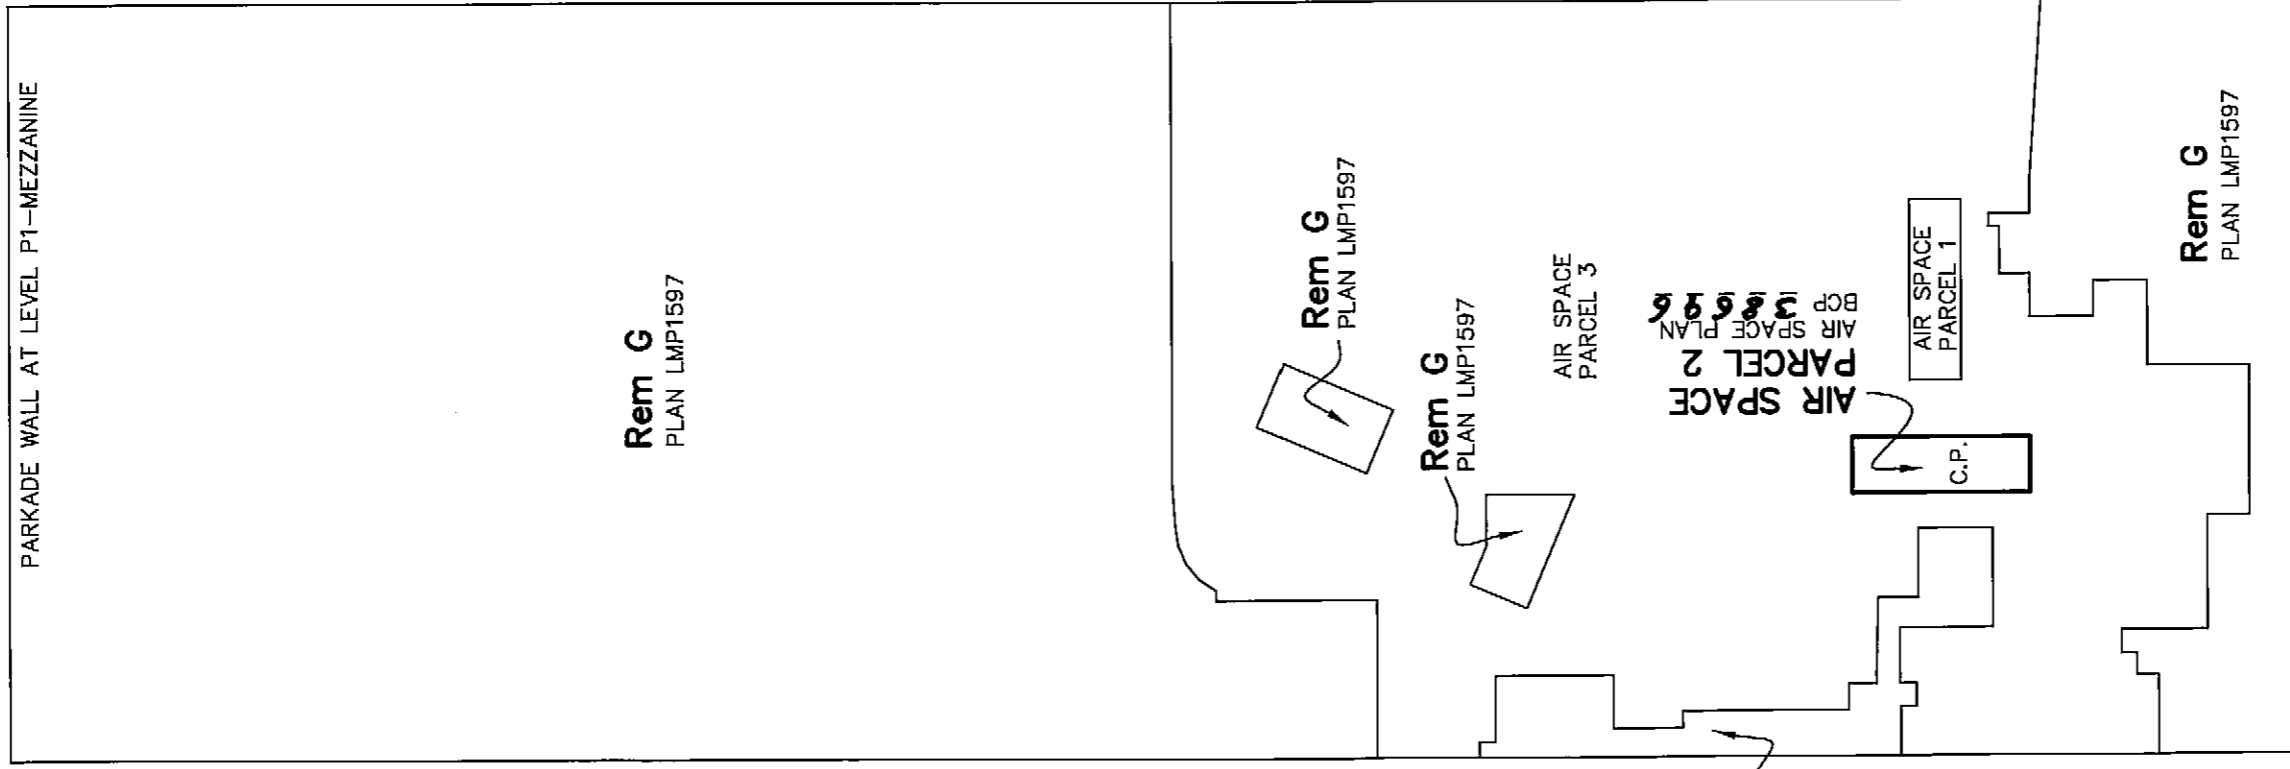 PARKADE WALL AT LEVEL P1-MEZZANINE
Rem G
PLAN LMP1597
Rem G
PLAN LMP1597
Rem G
PLAN LMP1597
AIR SPACE
PARCEL 3
AIR SPACE
PARCEL 2
AIR SPACE PLAN
BCP 38696
C.P.
AIR SPACE
PARCEL 1
Rem G
PLAN LMP1597